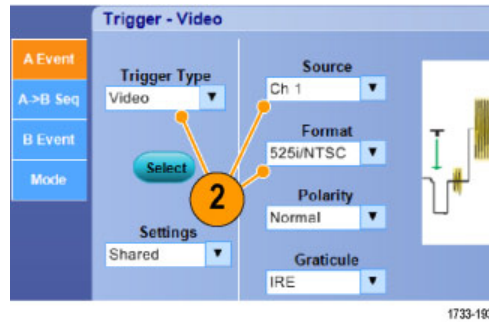 Trigger - Video
A Event
A->B Seq
B Event
Mode
Trigger Type
Video
Select
Settings
Shared
2
Source
Ch 1
Format
525i/NTSC
Polarity
Normal
Graticule
IRE
T